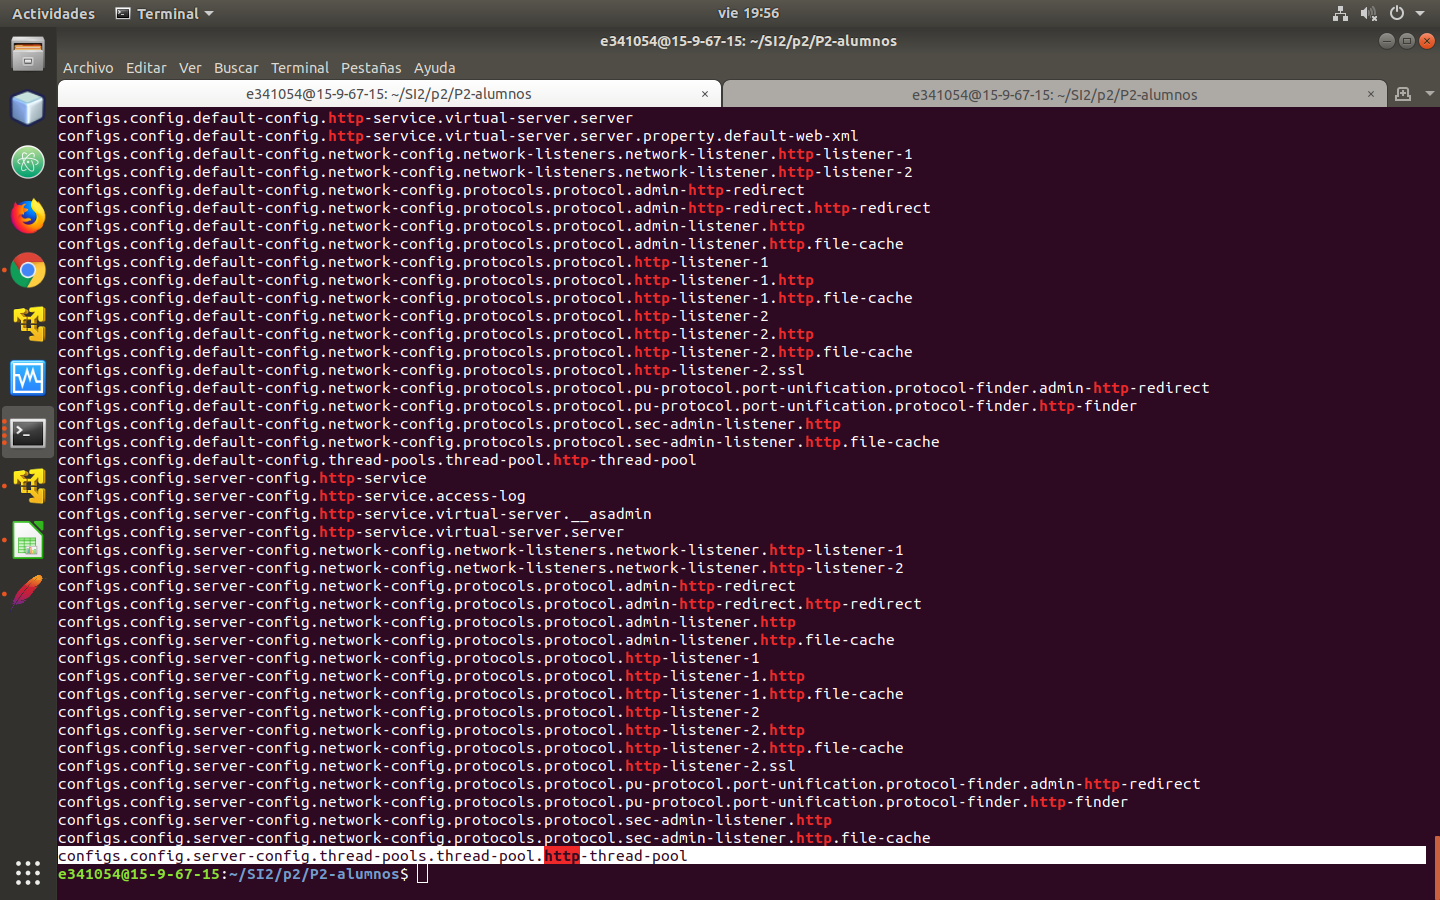 Actividades Terminal vie 19:56
e341054@15-9-67-15: ~/SI2/p2/P2-alumnos
Archivo Editar Ver Buscar Terminal Pestañas Ayuda
e341054@15-9-67-15: ~/SI2/p2/P2-alumnos × e341054@15-9-67-15: ~/SI2/p2/P2-alumnos ×
configs.config.default-config.http-service.virtual-server.server
configs.config.default-config.http-service.virtual-server.server.property.default-web-xml
configs.config.default-config.network-config.network-listeners.network-listener.http-listener-1
configs.config.default-config.network-config.network-listeners.network-listener.http-listener-2
configs.config.default-config.network-config.protocols.protocol.admin-http-redirect
configs.config.default-config.network-config.protocols.protocol.admin-http-redirect.http-redirect
configs.config.default-config.network-config.protocols.protocol.admin-listener.http
configs.config.default-config.network-config.protocols.protocol.admin-listener.http.file-cache
configs.config.default-config.network-config.protocols.protocol.http-listener-1
configs.config.default-config.network-config.protocols.protocol.http-listener-1.http
configs.config.default-config.network-config.protocols.protocol.http-listener-1.http.file-cache
configs.config.default-config.network-config.protocols.protocol.http-listener-2
configs.config.default-config.network-config.protocols.protocol.http-listener-2.http
configs.config.default-config.network-config.protocols.protocol.http-listener-2.http.file-cache
configs.config.default-config.network-config.protocols.protocol.http-listener-2.ssl
configs.config.default-config.network-config.protocols.protocol.pu-protocol.port-unification.protocol-finder.admin-http-redirect
configs.config.default-config.network-config.protocols.protocol.pu-protocol.port-unification.protocol-finder.http-finder
configs.config.default-config.network-config.protocols.protocol.sec-admin-listener.http
configs.config.default-config.network-config.protocols.protocol.sec-admin-listener.http.file-cache
configs.config.default-config.thread-pools.thread-pool.http-thread-pool
configs.config.server-config.http-service
configs.config.server-config.http-service.access-log
configs.config.server-config.http-service.virtual-server.__asadmin
configs.config.server-config.http-service.virtual-server.server
configs.config.server-config.network-config.network-listeners.network-listener.http-listener-1
configs.config.server-config.network-config.network-listeners.network-listener.http-listener-2
configs.config.server-config.network-config.protocols.protocol.admin-http-redirect
configs.config.server-config.network-config.protocols.protocol.admin-http-redirect.http-redirect
configs.config.server-config.network-config.protocols.protocol.admin-listener.http
configs.config.server-config.network-config.protocols.protocol.admin-listener.http.file-cache
configs.config.server-config.network-config.protocols.protocol.http-listener-1
configs.config.server-config.network-config.protocols.protocol.http-listener-1.http
configs.config.server-config.network-config.protocols.protocol.http-listener-1.http.file-cache
configs.config.server-config.network-config.protocols.protocol.http-listener-2
configs.config.server-config.network-config.protocols.protocol.http-listener-2.http
configs.config.server-config.network-config.protocols.protocol.http-listener-2.http.file-cache
configs.config.server-config.network-config.protocols.protocol.http-listener-2.ssl
configs.config.server-config.network-config.protocols.protocol.pu-protocol.port-unification.protocol-finder.admin-http-redirect
configs.config.server-config.network-config.protocols.protocol.pu-protocol.port-unification.protocol-finder.http-finder
configs.config.server-config.network-config.protocols.protocol.sec-admin-listener.http
configs.config.server-config.network-config.protocols.protocol.sec-admin-listener.http.file-cache
configs.config.server-config.thread-pools.thread-pool.http-thread-pool
e341054@15-9-67-15:~/SI2/p2/P2-alumnos$